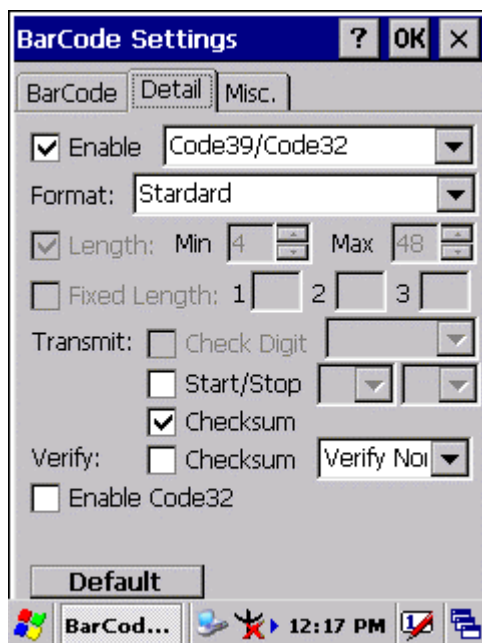 BarCode Settings ? OK ×
BarCode Detail Misc.
Enable Code39/Code32
Format: Stardard
Length: Min 4 Max 48
Fixed Length: 1 2 3
Transmit: Check Digit
Start/Stop
Checksum
Verify: Checksum Verify Nor
Enable Code32
Default
BarCod... 12:17 PM